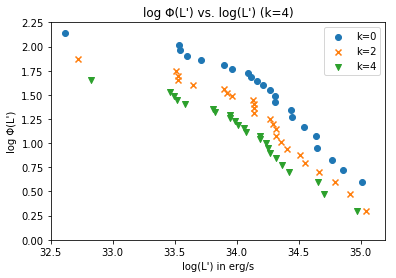 log Φ(L') vs. log(L') (k=4)
2.25
2.00
1.75
1.50
1.25
1.00
0.75
0.50
0.25
0.00
log Φ(L')
k=0
k=2
k=4
32.5 33.0 33.5 34.0 34.5 35.0
log(L') in erg/s